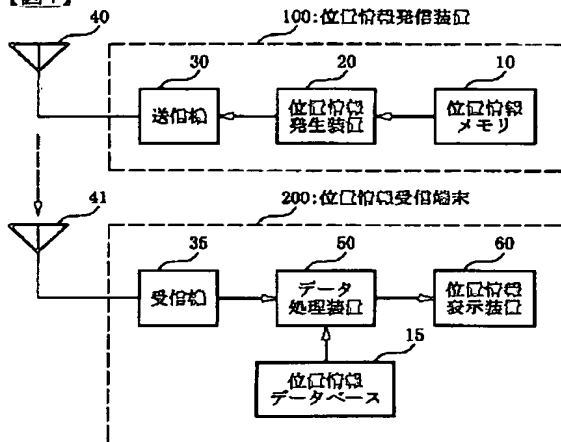 【図1】
40
100:位置情報発信装置
30
20
10
送信機
位置情報
発生装置
位置情報
メモリ
41
200:位置情報受信端末
35
50
60
受信機
データ
処理装置
位置情報
表示装置
15
位置情報
データベース